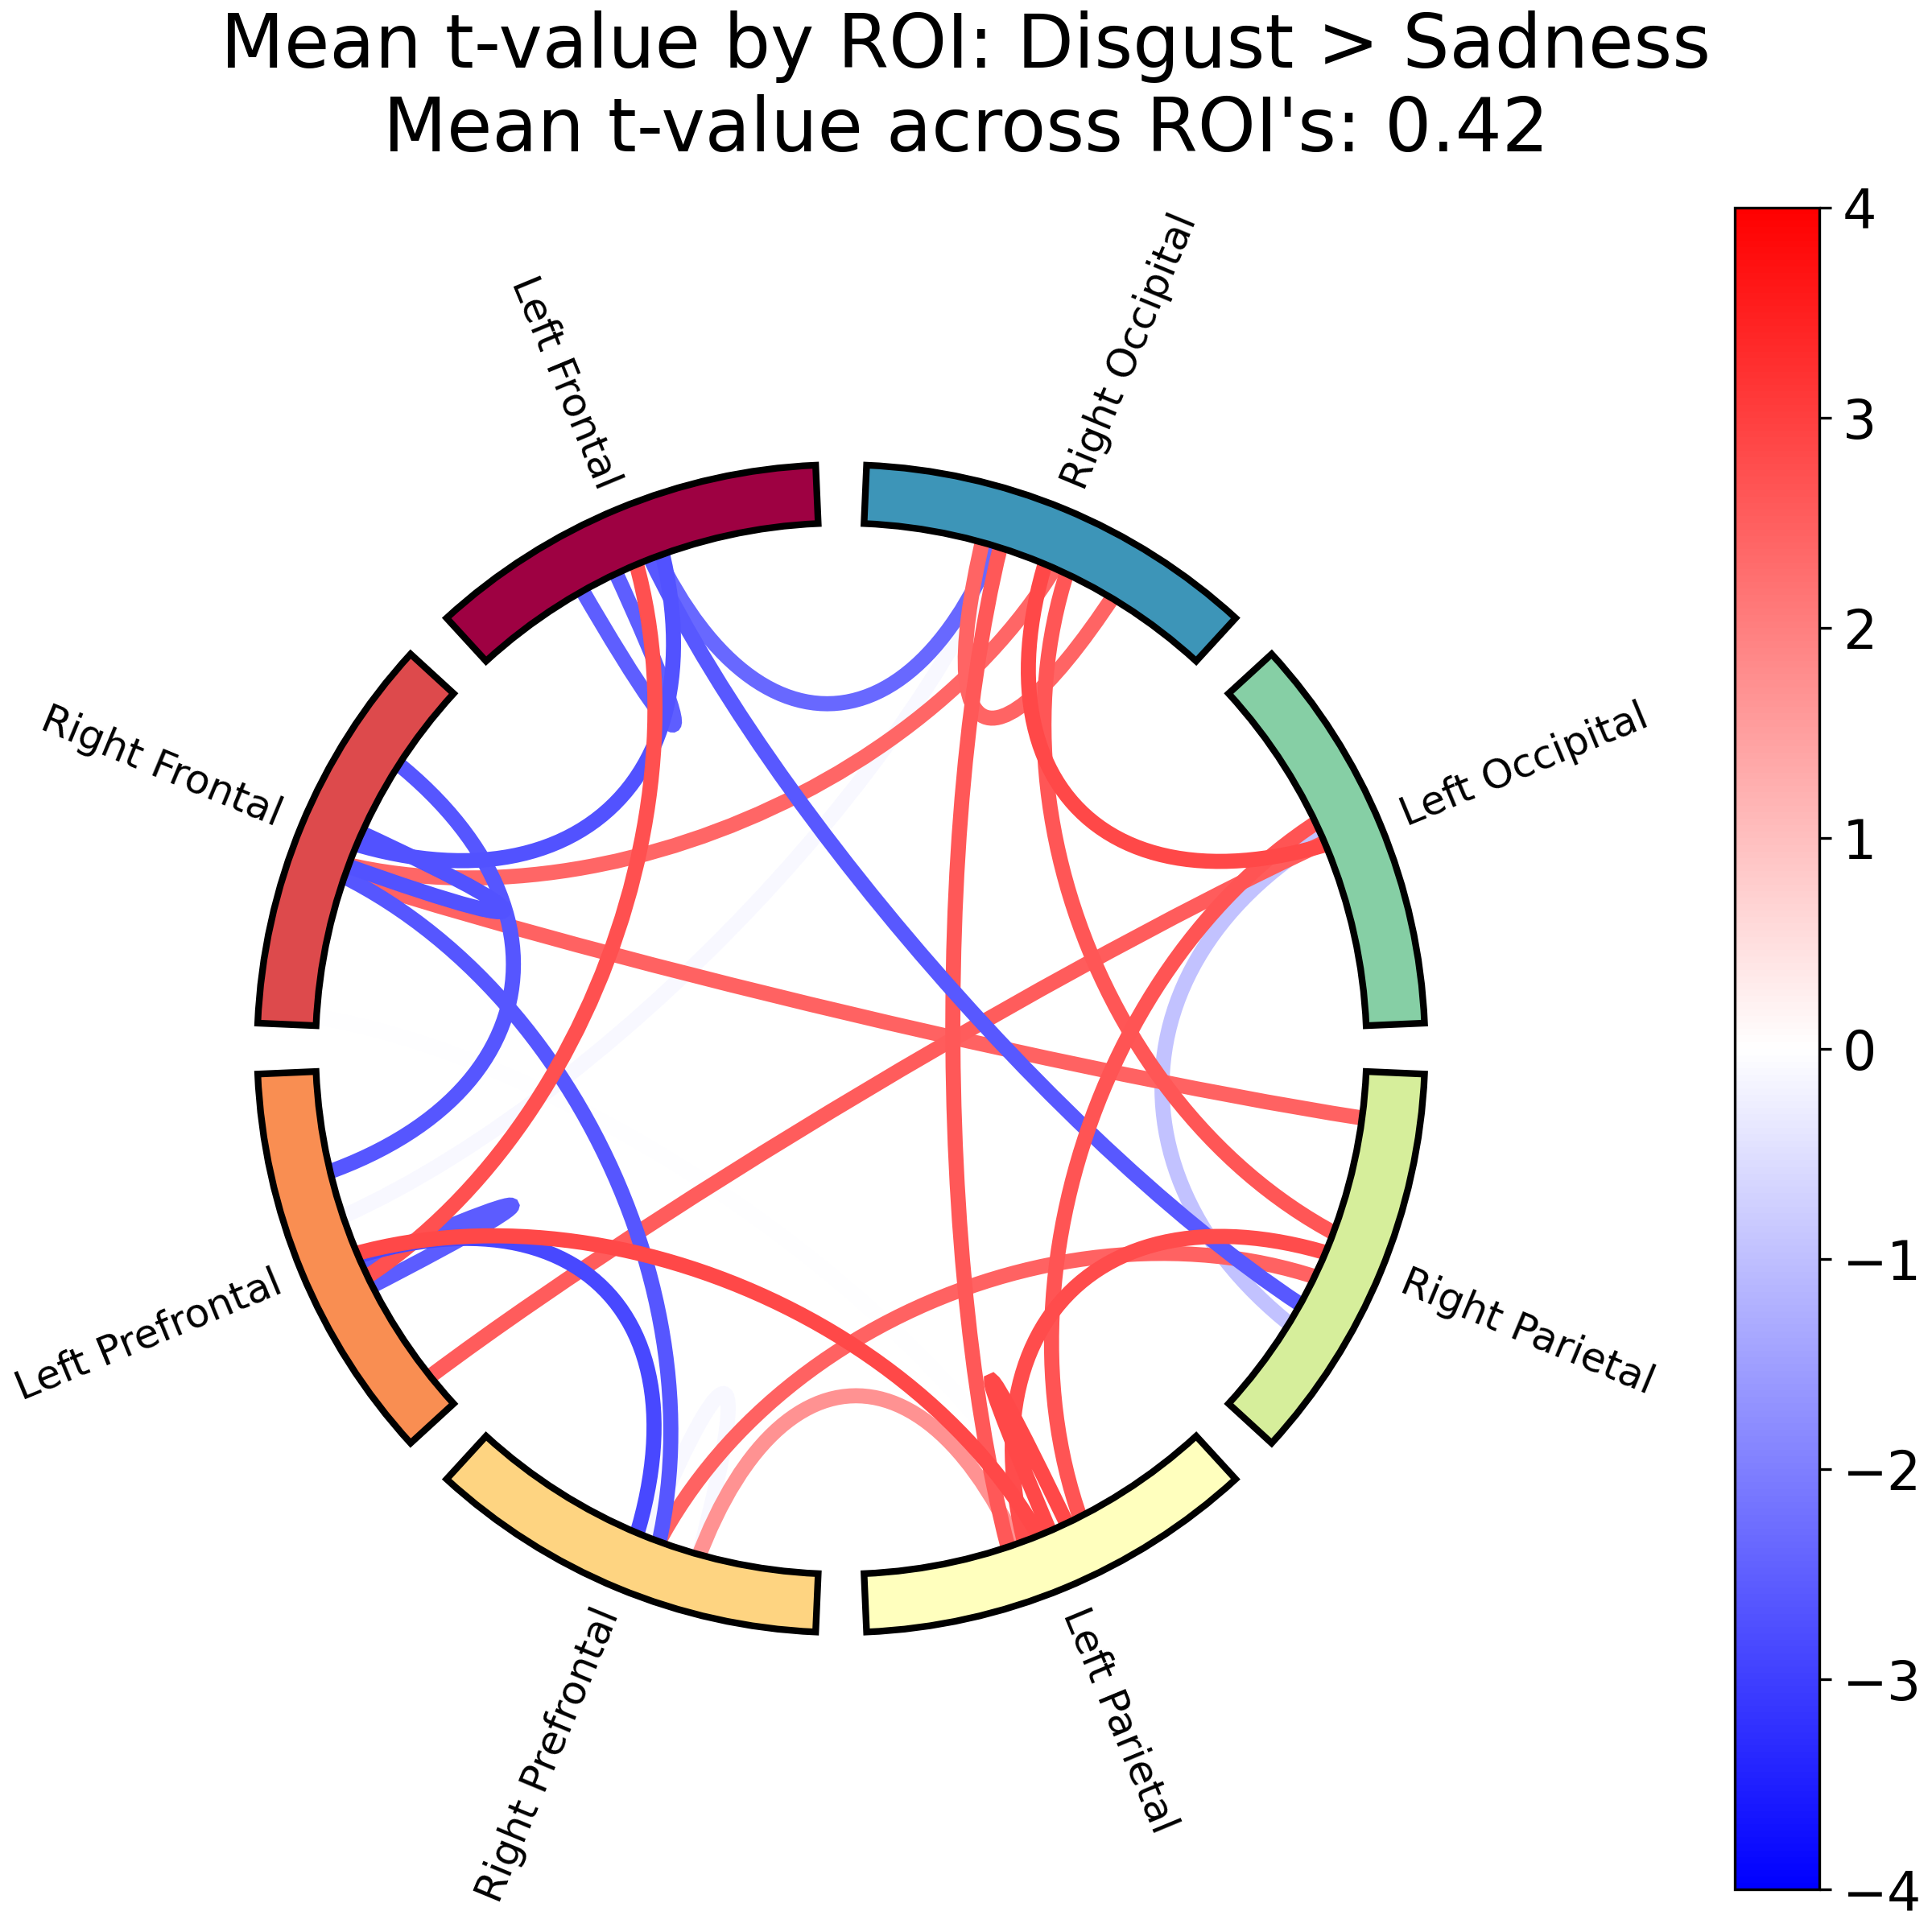 Mean t-value by ROI: Disgust > Sadness
Mean t-value across ROI's: 0.42
Left Frontal
Right Occipital
Right Frontal
Left Occipital
Left Prefrontal
Right Parietal
Right Prefrontal
Left Parietal
4
3
2
1
0
−1
−2
−3
−4